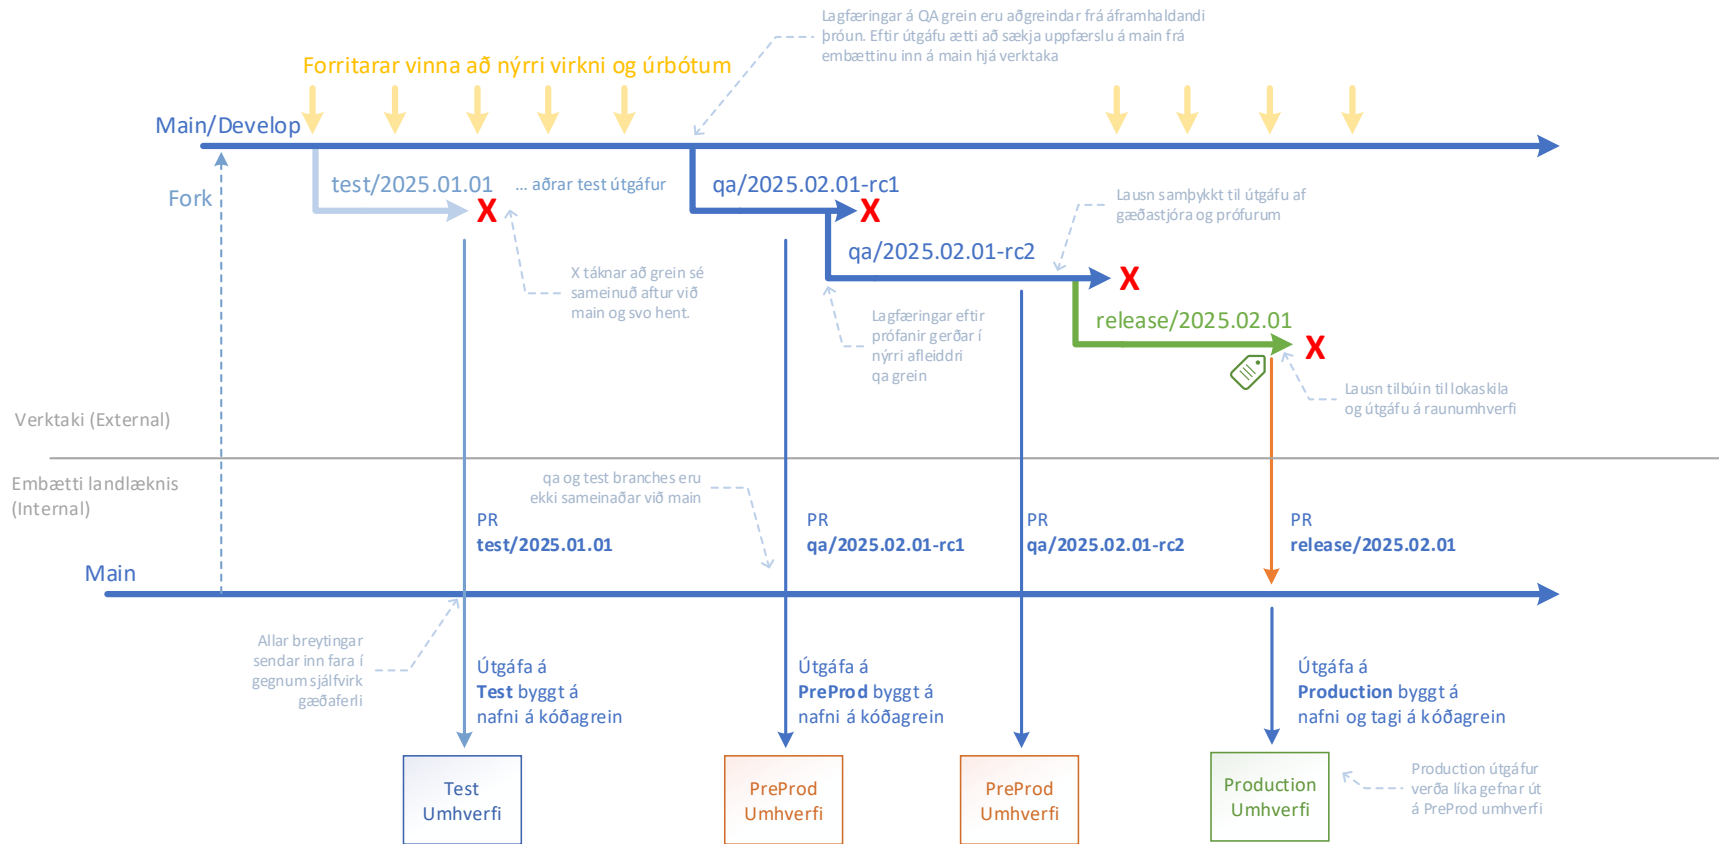 Lagfæringar á QA grein eru aðgreindar frá áframhaldandi
þróun. Eftir útgáfu ætti að sækja uppfærslu á main frá
embættinu inn á main hjá verktaka
Forritarar vinna að nýrri virkni og úrbótum
Main/Develop
Fork
test/2025.01.01
... aðrar test útgáfur
X
qa/2025.02.01-rc1
X
Lausn samþykkt til útgáfu af
gæðastjóra og prófurum
qa/2025.02.01-rc2
X
X táknar að grein sé
sameinuð aftur við
main og svo hent.
Lagfæringar eftir
prófanir gerðar í
nýrri afleiddri
qa grein
release/2025.02.01
X
Lausn tilbúin til lokaskila
og útgáfu á raunumhverfi
Verktaki (External)
Embætti landlæknis
(Internal)
qa og test branches eru
ekki sameinaðar við main
PR
test/2025.01.01
PR
qa/2025.02.01-rc1
PR
qa/2025.02.01-rc2
PR
release/2025.02.01
Main
Allar breytingar
sendar inn fara í
gegnum sjálfvirk
gæðaferli
Útgáfa á
Test byggt á
nafni á kóðagrein
Útgáfa á
PreProd byggt á
nafni á kóðagrein
Útgáfa á
Production byggt á
nafni og tagi á kóðagrein
Test
Umhverfi
PreProd
Umhverfi
PreProd
Umhverfi
Production
Umhverfi
Production útgáfur
verða líka gefnar út
á PreProd umhverfi